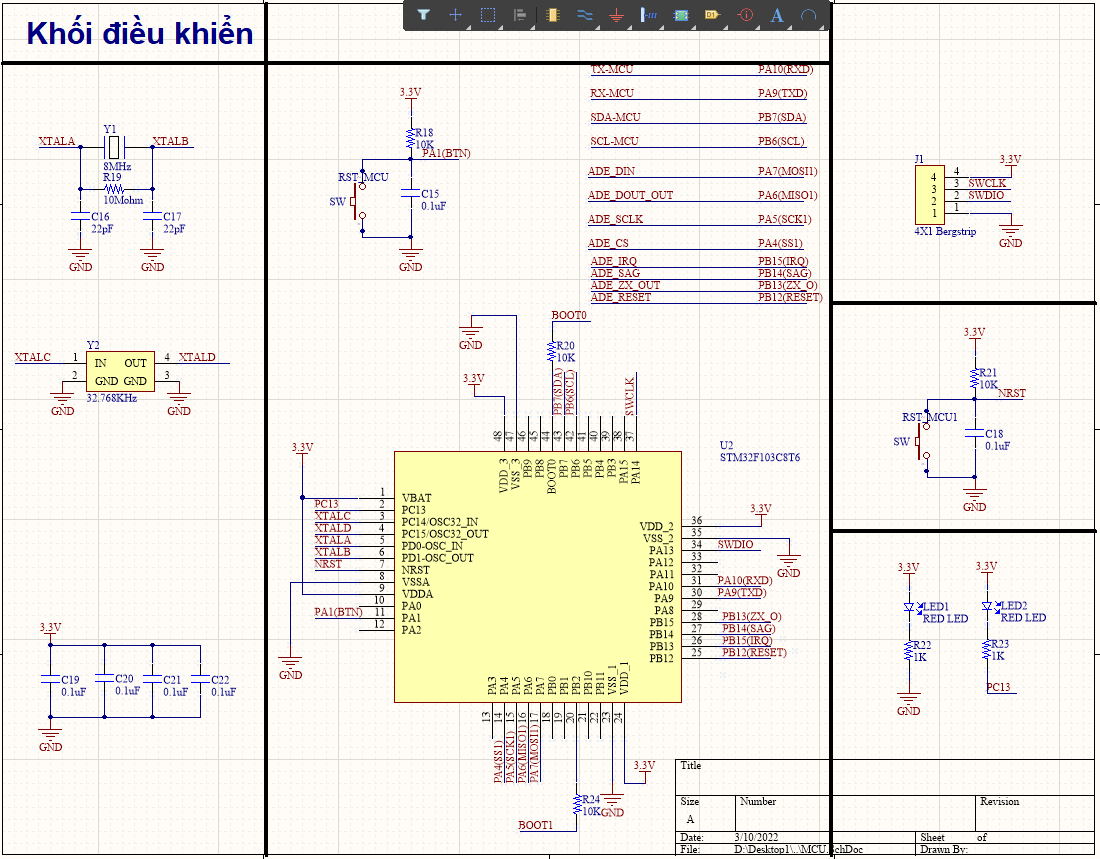 Khối điều khiển
D1
A
XTALA
Y1
XTALB
8MHz
R19
10Mohm
C16
22pF
C17
22pF
GND
GND
Y2
XTALC
1
IN
OUT
4
XTALD
2
GND
GND
3
GND
32.768KHz
GND
3.3V
C19
0.1uF
C20
0.1uF
C21
0.1uF
C22
0.1uF
GND
3.3V
R18
10K
PA1(BTN)
RST_MCU
SW
C15
0.1uF
GND
TX-MCU PA10(RXD)
RX-MCU PA9(TXD)
SDA-MCU PB7(SDA)
SCL-MCU PB6(SCL)
ADE_DIN PA7(MOSI1)
ADE_DOUT_OUT PA6(MISO1)
ADE_SCLK PA5(SCK1)
ADE_CS PA4(SS1)
ADE_IRQ PB15(IRQ)
ADE_SAG PB14(SAG)
ADE_ZX_OUT PB13(ZX_O)
ADE_RESET PB12(RESET)
GND
BOOT0
R20
10K
3.3V
PB7(SDA)
PB6(SCL)
SWCLK
48 47 46 45 44 43 42 41 40 39 38 37
VDD_3
VSS_3
PB9
PB8
BOOT0
PB7
PB6
PB5
PB4
PB3
PA15
PA14
U2
STM32F103C8T6
3.3V
1 VBAT
PC13 2 PC13
XTALC 3 PC14/OSC32_IN
XTALD 4 PC15/OSC32_OUT
XTALA 5 PD0-OSC_IN
XTALB 6 PD1-OSC_OUT
NRST 7 NRST
8 VSSA
9 VDDA
10 PA0
PA1(BTN) 11 PA1
12 PA2
GND
VDD_2 36 3.3V
VSS_2 35
PA13 34 SWDIO
PA12 33
PA11 32
PA10 31 PA10(RXD)
PA9 30 PA9(TXD)
PA8 29
PB15 28 PB13(ZX_O)
PB14 27 PB14(SAG)
PB13 26 PB15(IRQ)
PB12 25 PB12(RESET)
GND
PA3
PA4
PA5
PA6
PA7
PB0
PB1
PB2
PB10
PB11
VSS_1
VDD_1
13 14 15 16 17 18 19 20 21 22 23 24
PA4(SS1)
PA5(SCK1)
PA6(MISO1)
PA7(MOSI1)
R24
10K
BOOT1
GND
3.3V
J1
4 4 3.3V
3 3 SWCLK
2 2 SWDIO
1 1
4X1 Bergstrip
GND
3.3V
R21
10K
NRST
RST_MCU1
SW
C18
0.1uF
GND
3.3V
LED1
RED LED
R22
1K
GND
3.3V
LED2
RED LED
R23
1K
PC13
Title
Size
A
Number
Revision
Date: 3/10/2022 Sheet of
File: D:\Desktop1\..\MCU.SchDoc Drawn By: